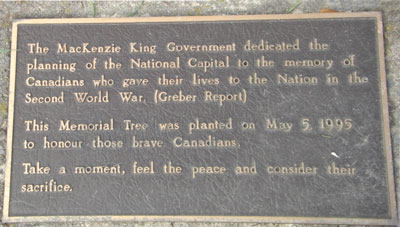 The MacKenzie King Government dedicated the
planning of the National Capital to the memory of
Canadians who gave their lives to the Nation in the
Second World War. (Greber Report)
This Memorial Tree was planted on May 5, 1995
to honour those brave Canadians.
Take a moment, feel the peace and consider their
sacrifice.